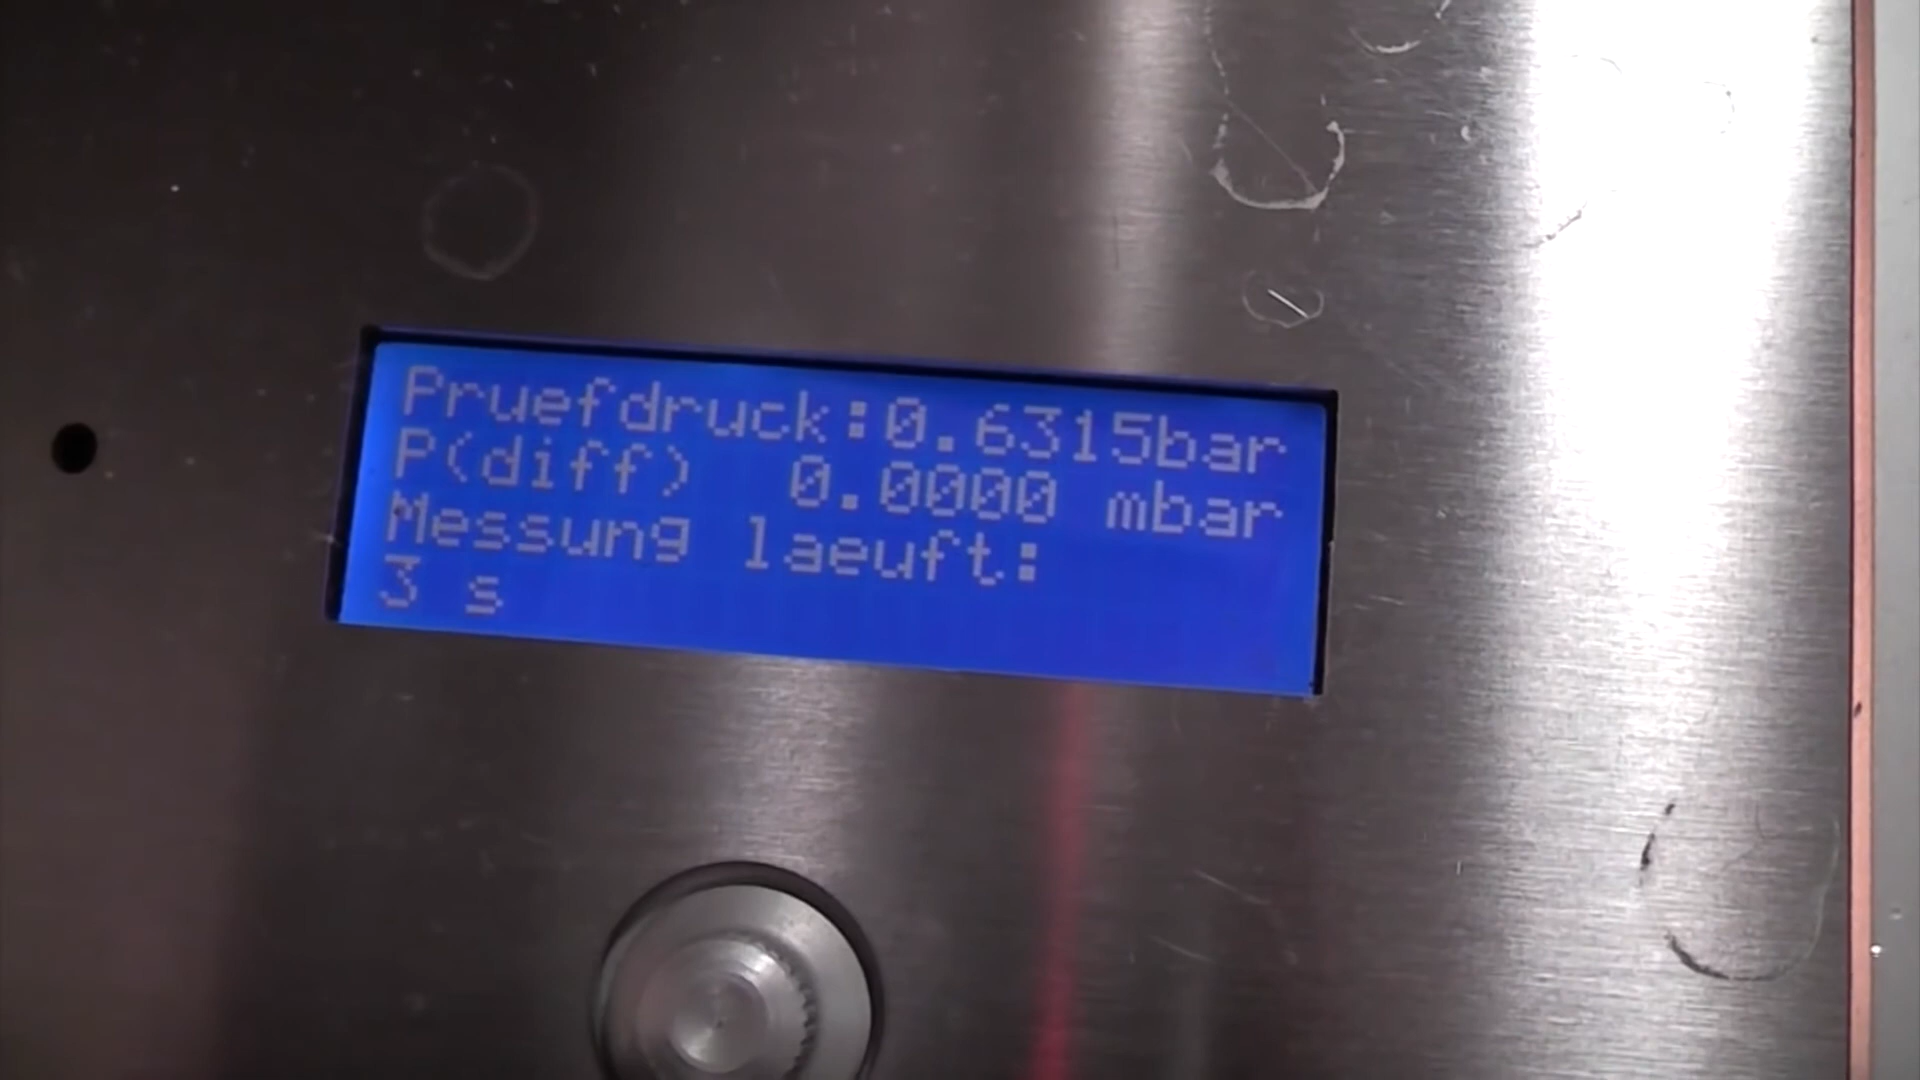 Pruefdruck:0.6315bar
P(diff) 0.0000 mbar
Messung laeuft:
3 s